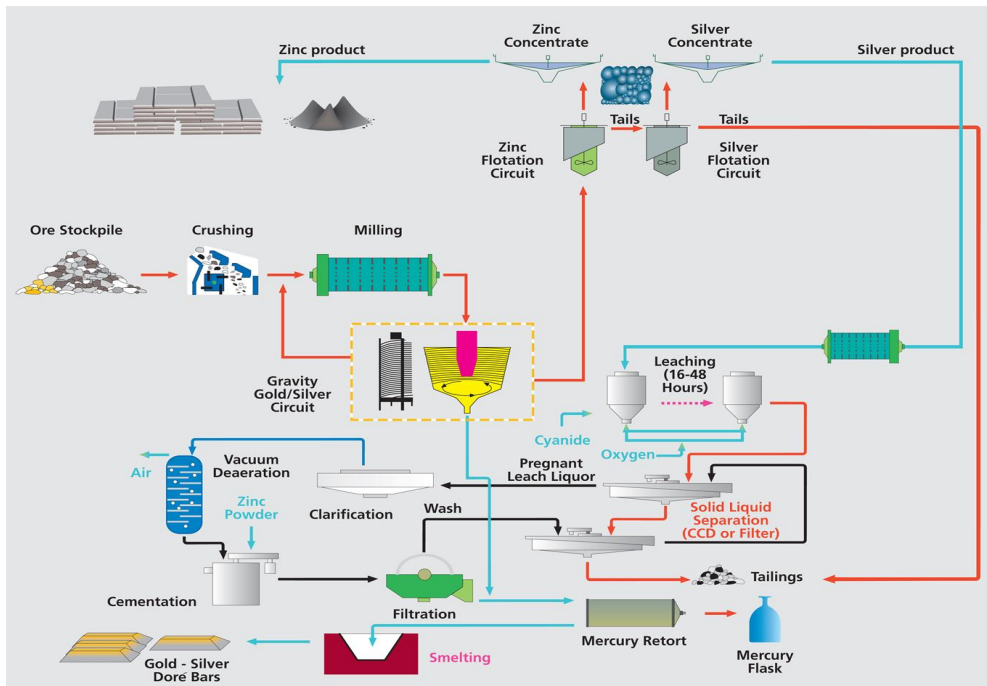 Zinc
Concentrate
Silver
Concentrate
Zinc product
Silver product
Tails
Tails
Zinc
Flotation
Circuit
Silver
Flotation
Circuit
Ore Stockpile
Crushing
Milling
Gravity
Gold/Silver
Circuit
Leaching
(16-48
Hours)
Cyanide
Oxygen
Air
Vacuum
Deaeration
Pregnant
Leach Liquor
Zinc
Powder
Clarification
Wash
Solid Liquid
Separation
(CCD or Filter)
Tailings
Cementation
Filtration
Mercury Retort
Mercury
Flask
Gold - Silver
Dore Bars
Smelting